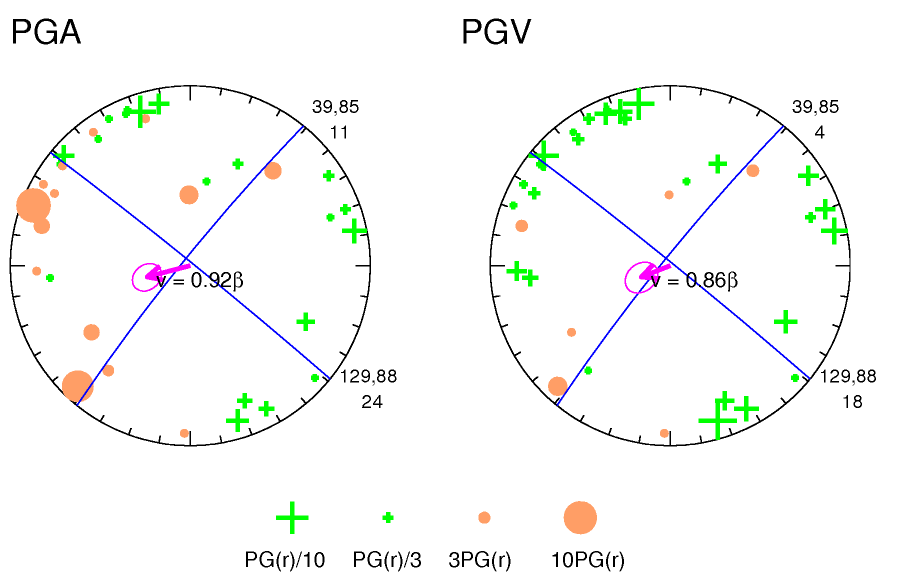 PGA PGV
39,85 39,85
11 4
v = 0.92β v = 0.86β
129,88 129,88
24 18
PG(r)/10 PG(r)/3 3PG(r) 10PG(r)